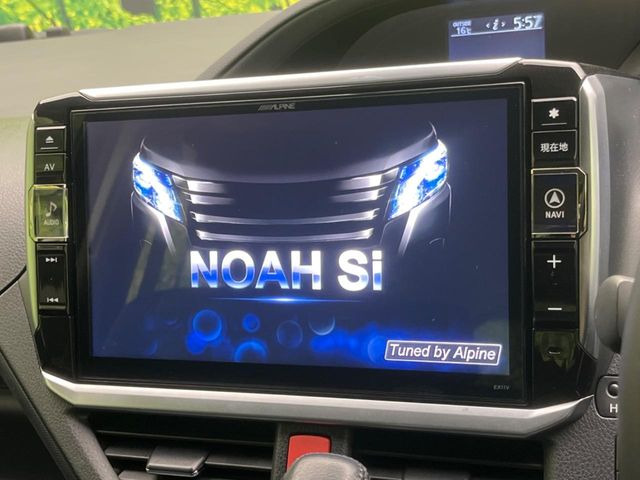 OUTSIDE
16℃
i
5:57
ALPINE
AV
AUDIO
現在地
NAVI
NOAH Si
Tuned by Alpine
EX11V
H